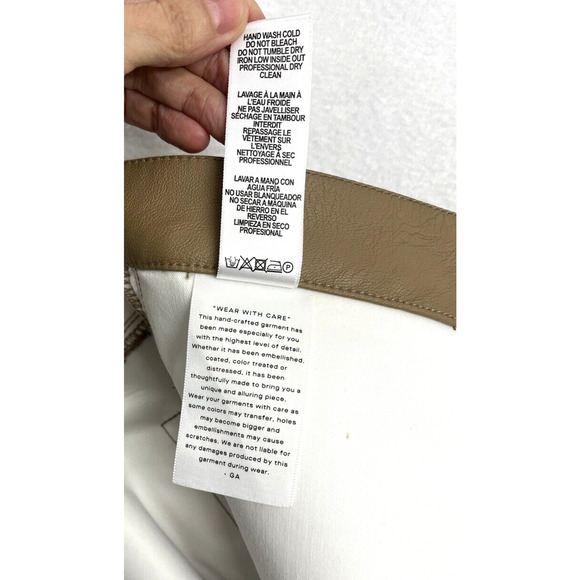 HAND WASH COLD
DO NOT BLEACH
DO NOT TUMBLE DRY
IRON LOW INSIDE OUT
PROFESSIONAL DRY
CLEAN
LAVAGE À LA MAIN À
L'EAU FROIDE
NE PAS JAVELLISER
SÉCHAGE EN TAMBOUR
INTERDIT
REPASSAGE LE
VÊTEMENT SUR
L'ENVERS
NETTOYAGE À SEC
PROFESSIONNEL
LAVAR A MANO CON
AGUA FRÍA
NO USAR BLANQUEADOR
NO SECAR A MÁQUINA
DE HIERRO EN EL
REVERSO
LIMPIEZA EN SECO
PROFESIONAL
P
"WEAR WITH CARE"
This hand-crafted garment has
been made especially for you
with the highest level of detail.
Whether it has been embellished,
coated, color treated or
distressed, it has been
thoughtfully made to bring you a
unique and alluring piece.
Wear your garments with care as
some colors may transfer, holes
may become bigger and
embellishments may cause
scratches. We are not liable for
any damages produced by this
garment during wear.
- GA